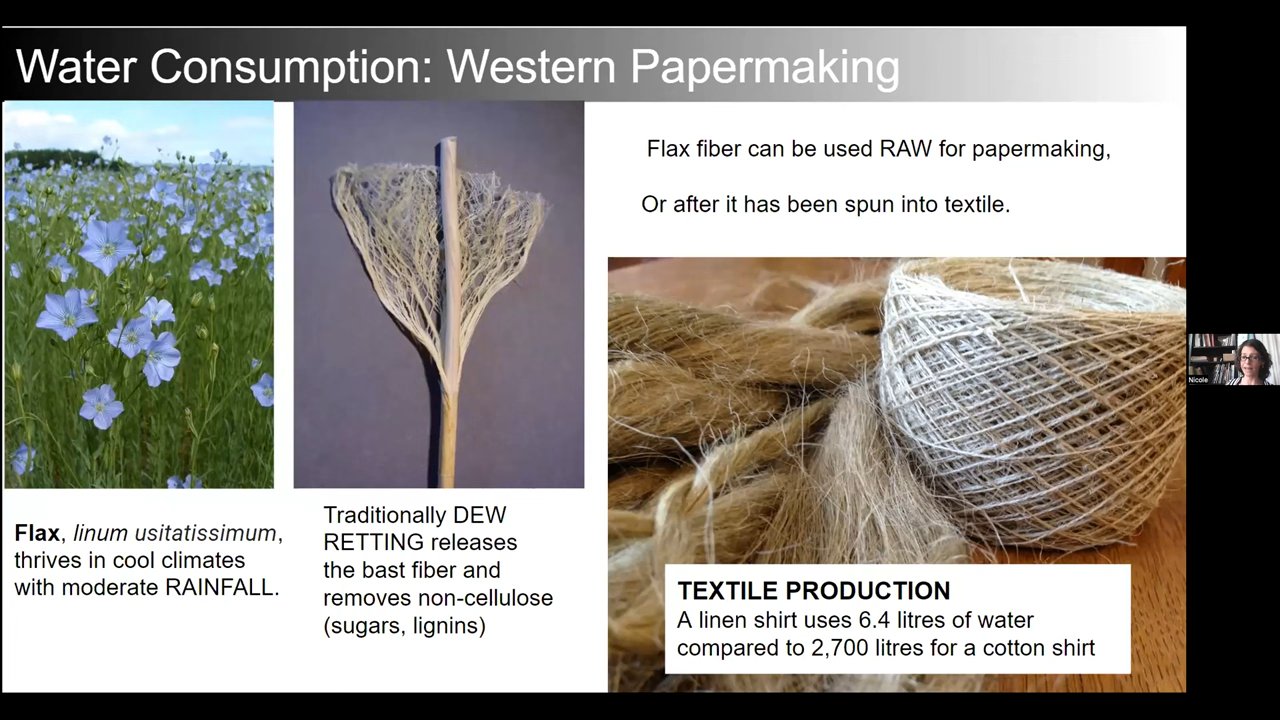 Water Consumption: Western Papermaking
Flax fiber can be used RAW for papermaking,
Or after it has been spun into textile.
Flax, linum usitatissimum,
thrives in cool climates
with moderate RAINFALL.
Traditionally DEW
RETTING releases
the bast fiber and
removes non-cellulose
(sugars, lignins)
TEXTILE PRODUCTION
A linen shirt uses 6.4 litres of water
compared to 2,700 litres for a cotton shirt
Nicole